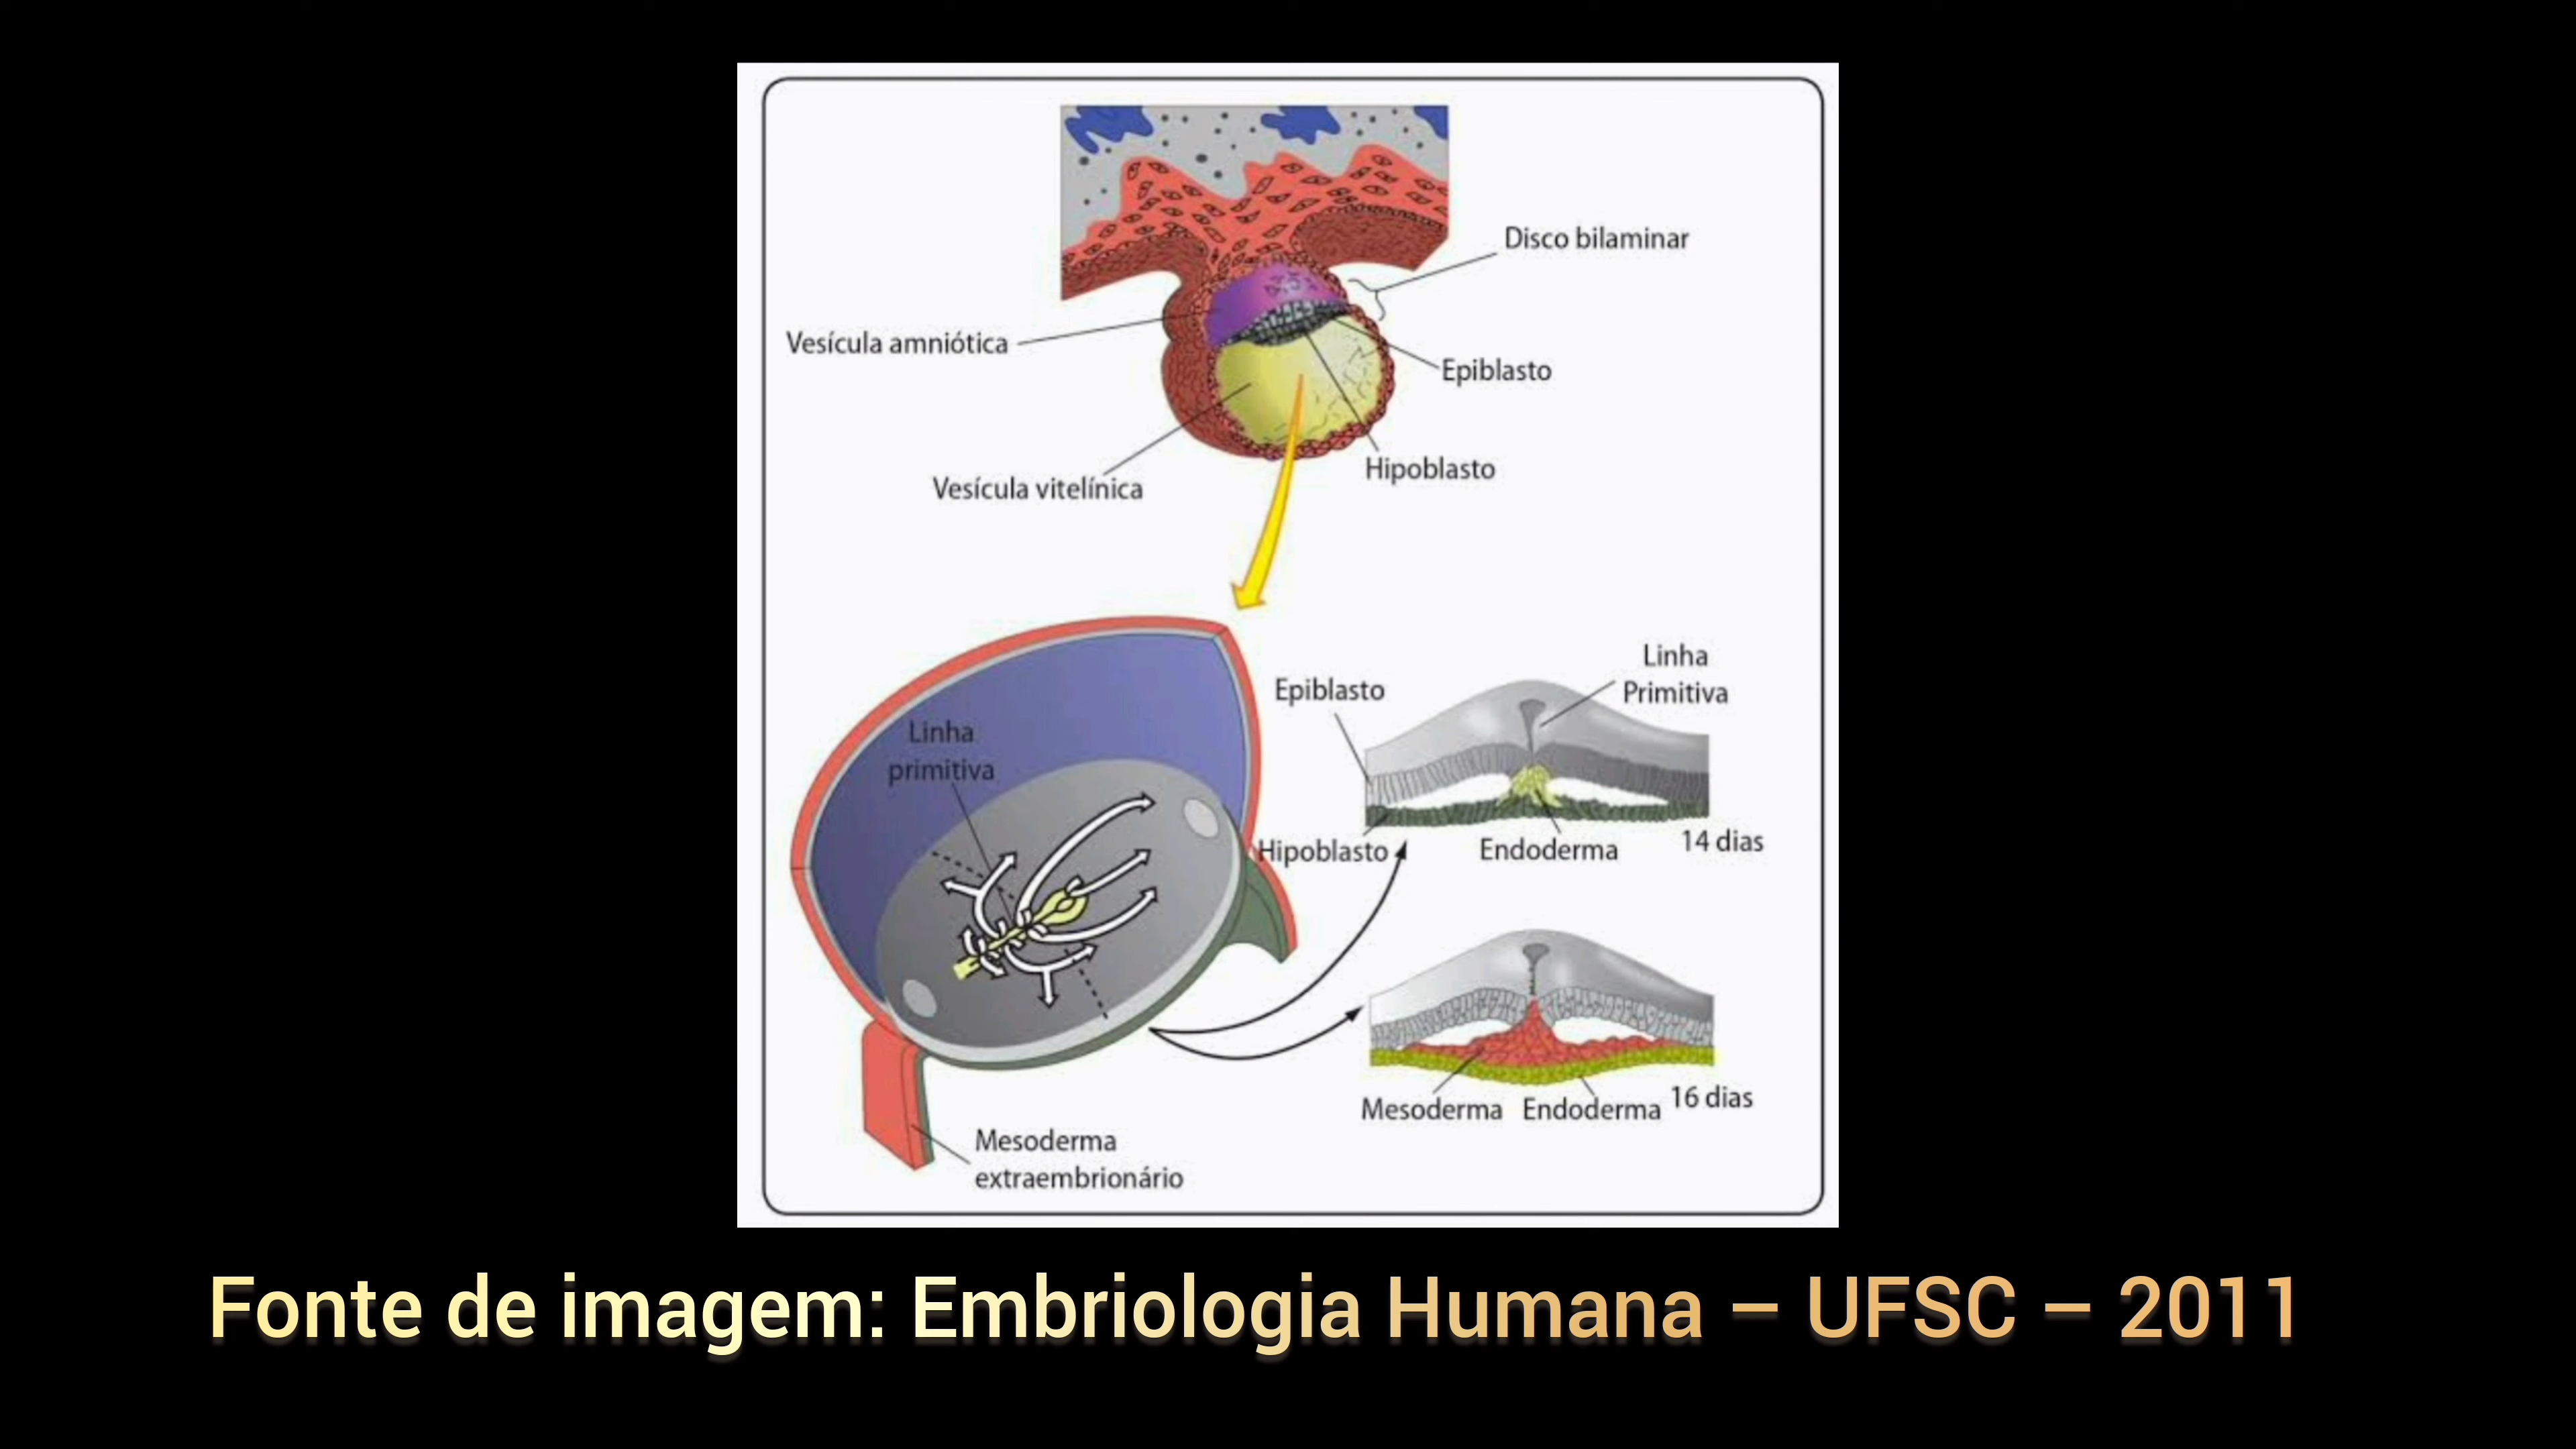 Disco bilaminar
Vesícula amniótica
Epiblasto
Hipoblasto
Vesícula vitelínica
Linha
Primitiva
Epiblasto
Linha
primitiva
Hipoblasto
Endoderma
14 dias
Mesoderma
Endoderma
16 dias
Mesoderma
extraembrionário
Fonte de imagem: Embriologia Humana – UFSC – 2011